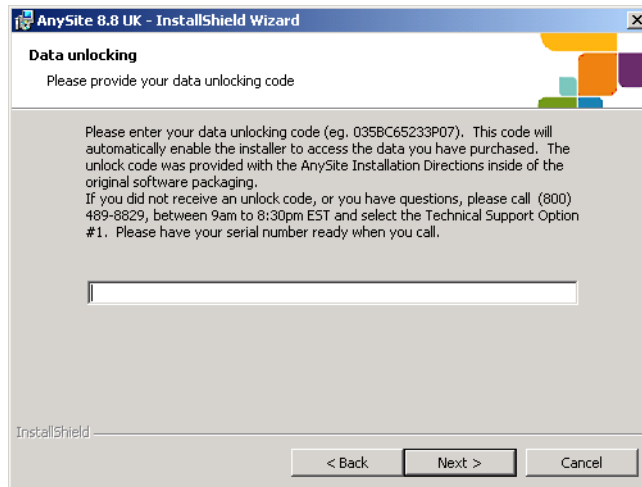 AnySite 8.8 UK - InstallShield Wizard
Data unlocking
Please provide your data unlocking code
Please enter your data unlocking code (eg. 035BC65233P07). This code will
automatically enable the installer to access the data you have purchased. The
unlock code was provided with the AnySite Installation Directions inside of the
original software packaging.
If you did not receive an unlock code, or you have questions, please call (800)
489-8829, between 9am to 8:30pm EST and select the Technical Support Option
#1. Please have your serial number ready when you call.
InstallShield
< Back Next > Cancel